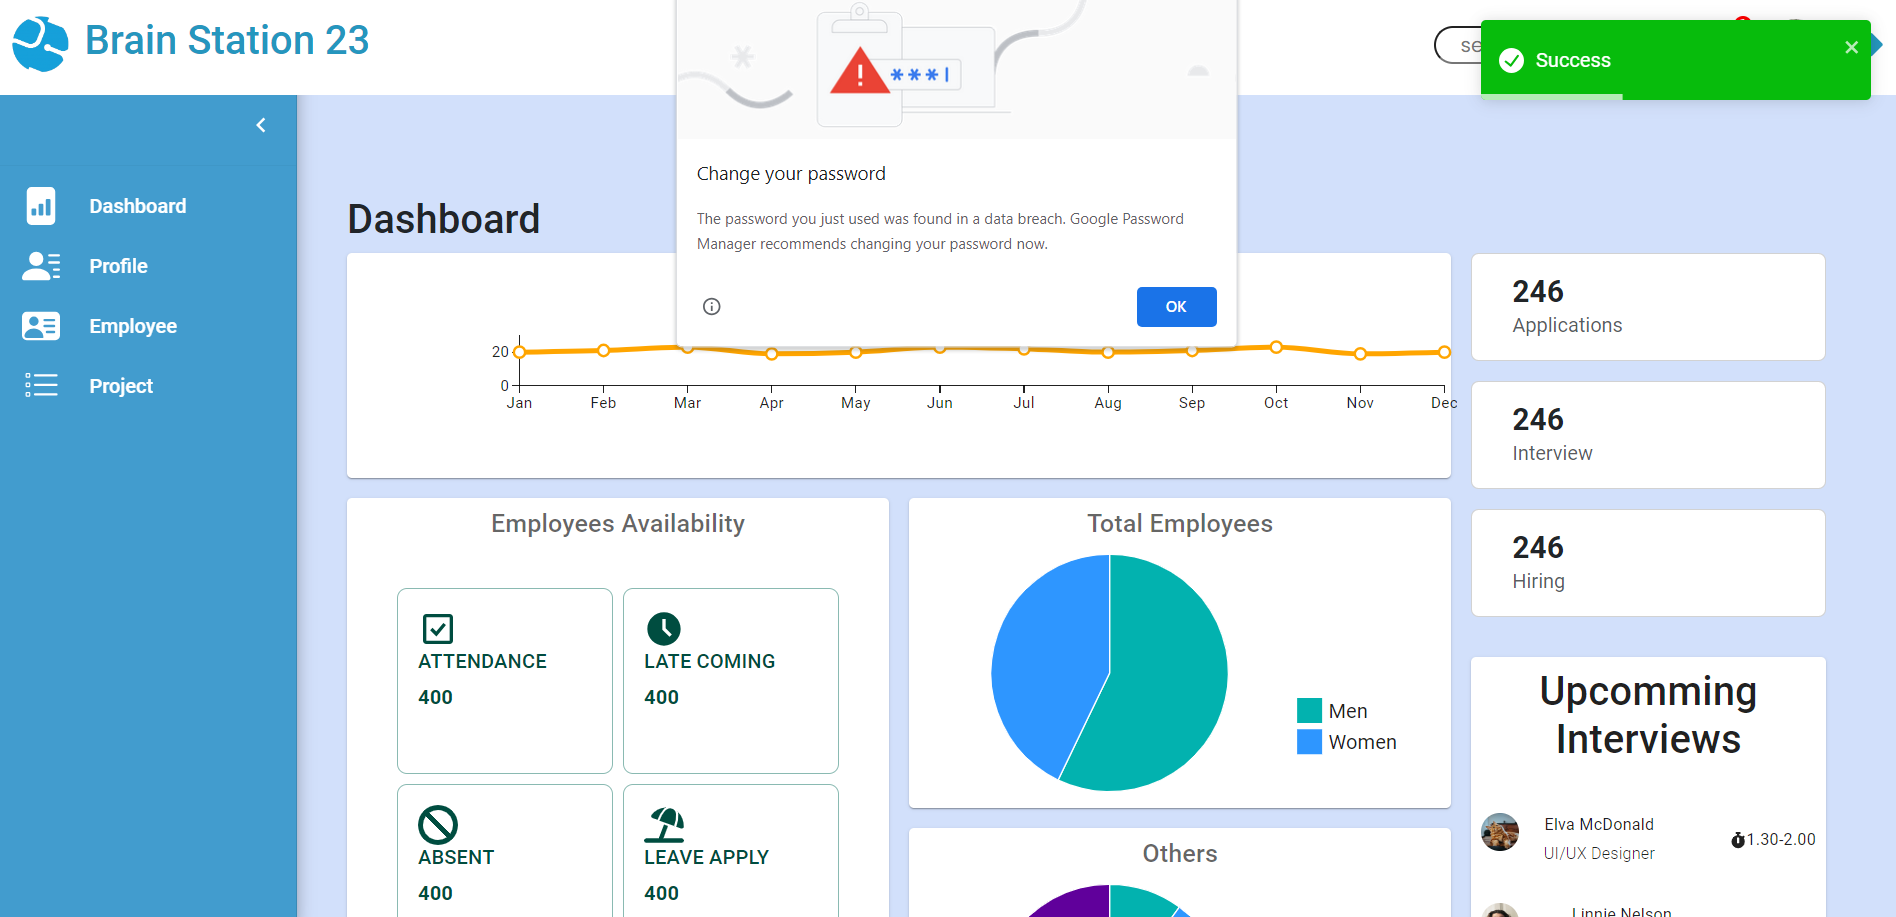 Brain Station 23
se
Success
Change your password
The password you just used was found in a data breach. Google Password
Manager recommends changing your password now.
OK
Dashboard
Profile
Employee
Project
Dashboard
20
0
Jan Feb Mar Apr May Jun Jul Aug Sep Oct Nov Dec
246
Applications
246
Interview
246
Hiring
Employees Availability
ATTENDANCE
400
LATE COMING
400
ABSENT
400
LEAVE APPLY
400
Total Employees
Men
Women
Others
Upcomming
Interviews
Elva McDonald
UI/UX Designer
1.30-2.00
Linnie Nelson